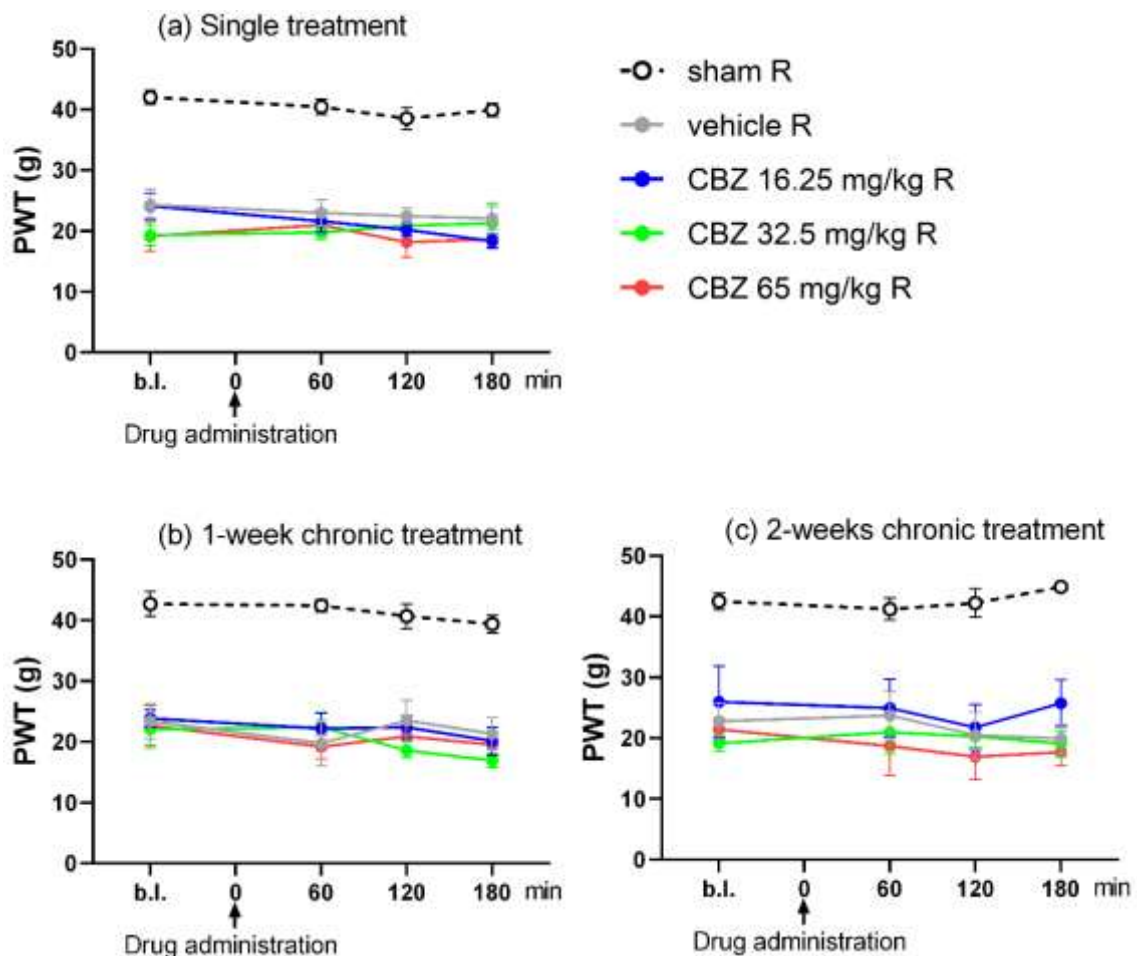 (a) Single treatment
50
40
30
20
10
0
PWT (g)
b.l. 0 60 120 180 min
Drug administration
sham R
vehicle R
CBZ 16.25 mg/kg R
CBZ 32.5 mg/kg R
CBZ 65 mg/kg R
(b) 1-week chronic treatment
50
40
30
20
10
0
PWT (g)
b.l. 0 60 120 180 min
Drug administration
(c) 2-weeks chronic treatment
50
40
30
20
10
0
PWT (g)
b.l. 0 60 120 180 min
Drug administration